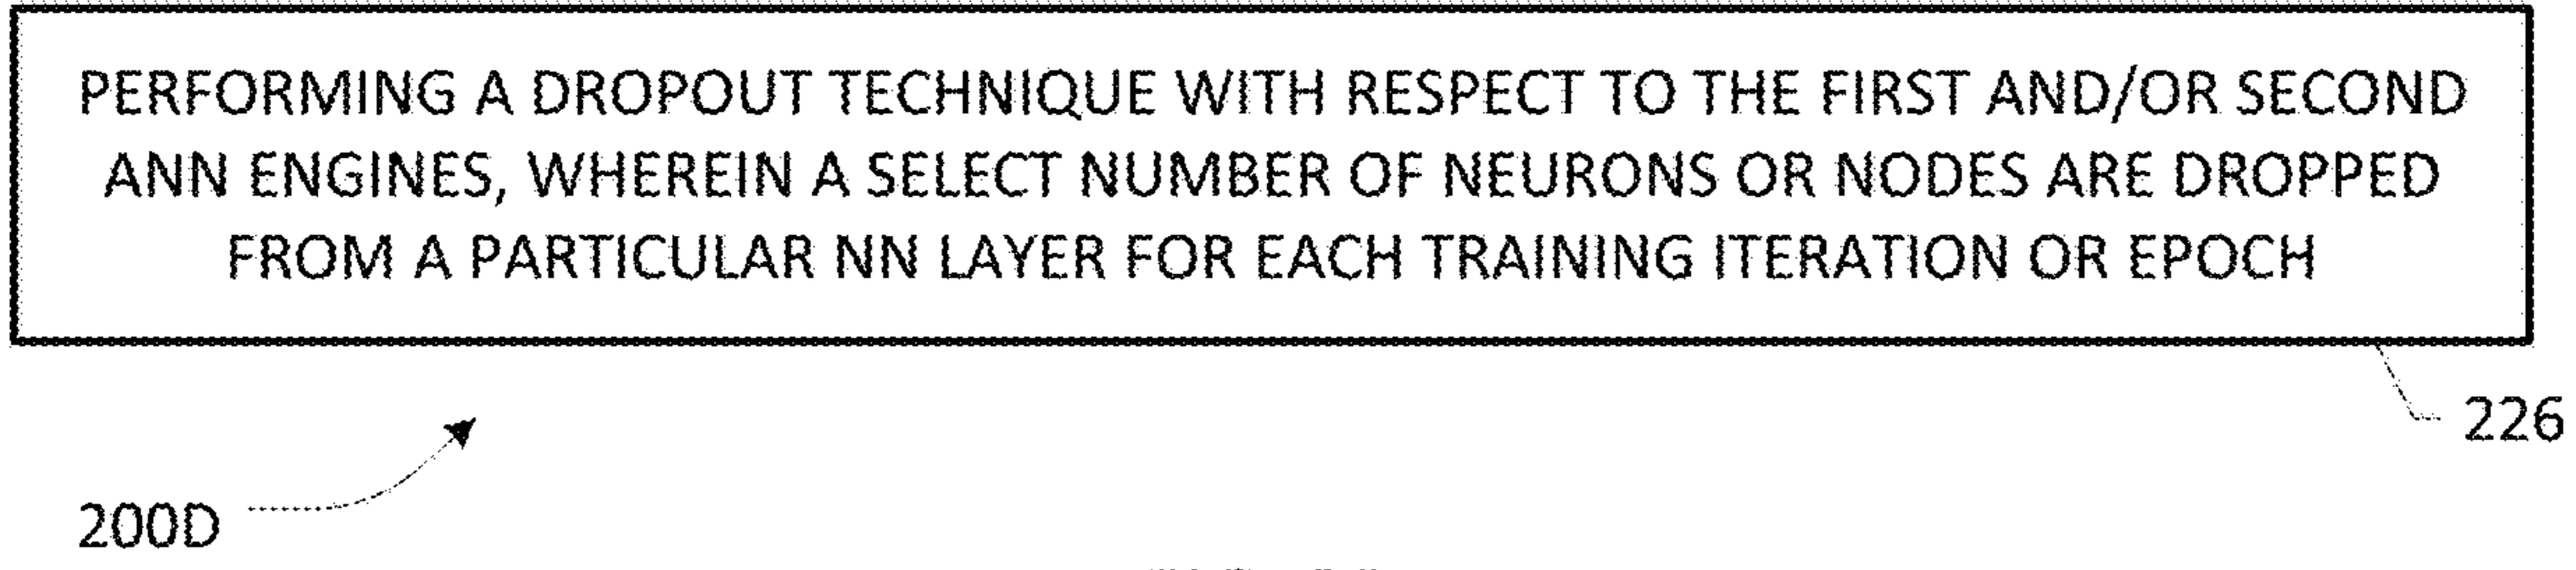 PERFORMING A DROPOUT TECHNIQUE WITH RESPECT TO THE FIRST AND/OR SECOND
ANN ENGINES, WHEREIN A SELECT NUMBER OF NEURONS OR NODES ARE DROPPED
FROM A PARTICULAR NN LAYER FOR EACH TRAINING ITERATION OR EPOCH
226
200D